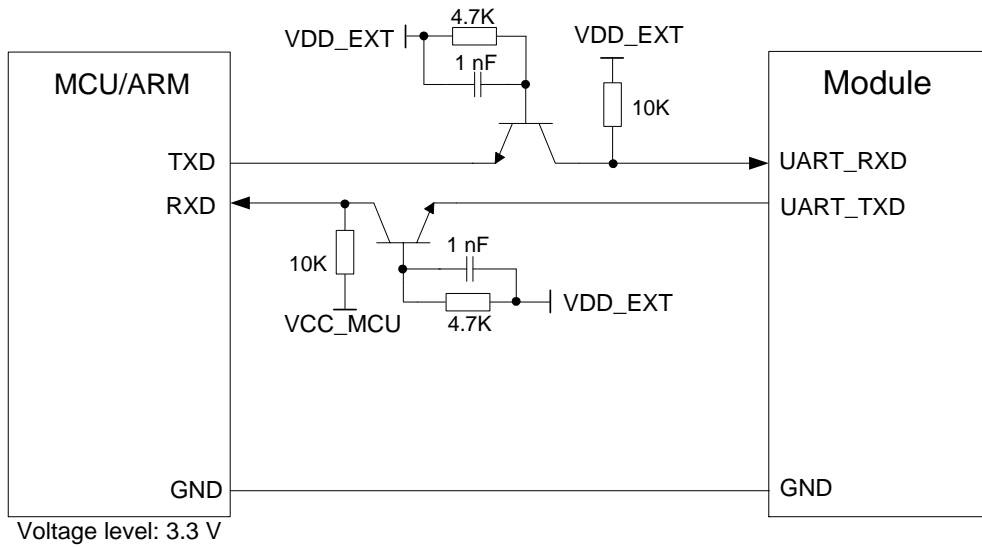 4.7K
VDD_EXT
VDD_EXT
1 nF
MCU/ARM
Module
10K
TXD
UART_RXD
RXD
UART_TXD
1 nF
10K
VDD_EXT
VCC_MCU
4.7K
GND
GND
Voltage level: 3.3 V